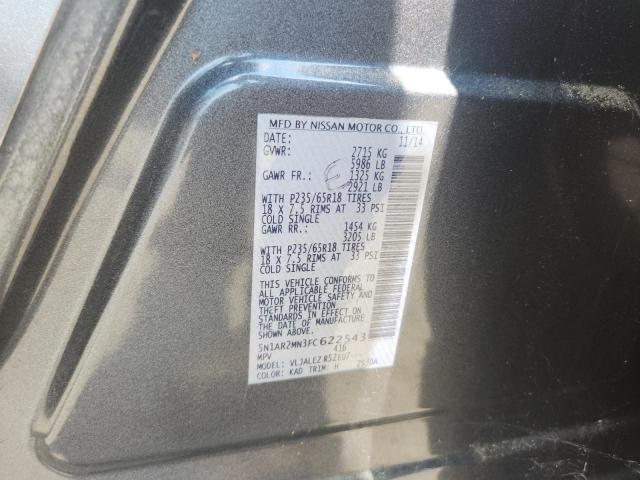 MFD BY NISSAN MOTOR CO., LTD.
DATE: 11/14
GVWR: 2715 KG
5986 LB
GAWR FR.: 1325 KG
2921 LB
WITH P235/65R18 TIRES
18 X 7.5 RIMS AT 33 PSI
COLD SINGLE
GAWR RR.: 1454 KG
3205 LB
WITH P235/65R18 TIRES
18 X 7.5 RIMS AT 33 PSI
COLD SINGLE
THIS VEHICLE CONFORMS TO
ALL APPLICABLE FEDERAL
MOTOR VEHICLE SAFETY AND
THEFT PREVENTION
STANDARDS IN EFFECT ON
THE DATE OF MANUFACTURE
SHOWN ABOVE.
5N1AR2MN3FC622543
MPV 416
MODEL: VLJALEZ R52EU7---
COLOR: KAD TRIM: H 7930A